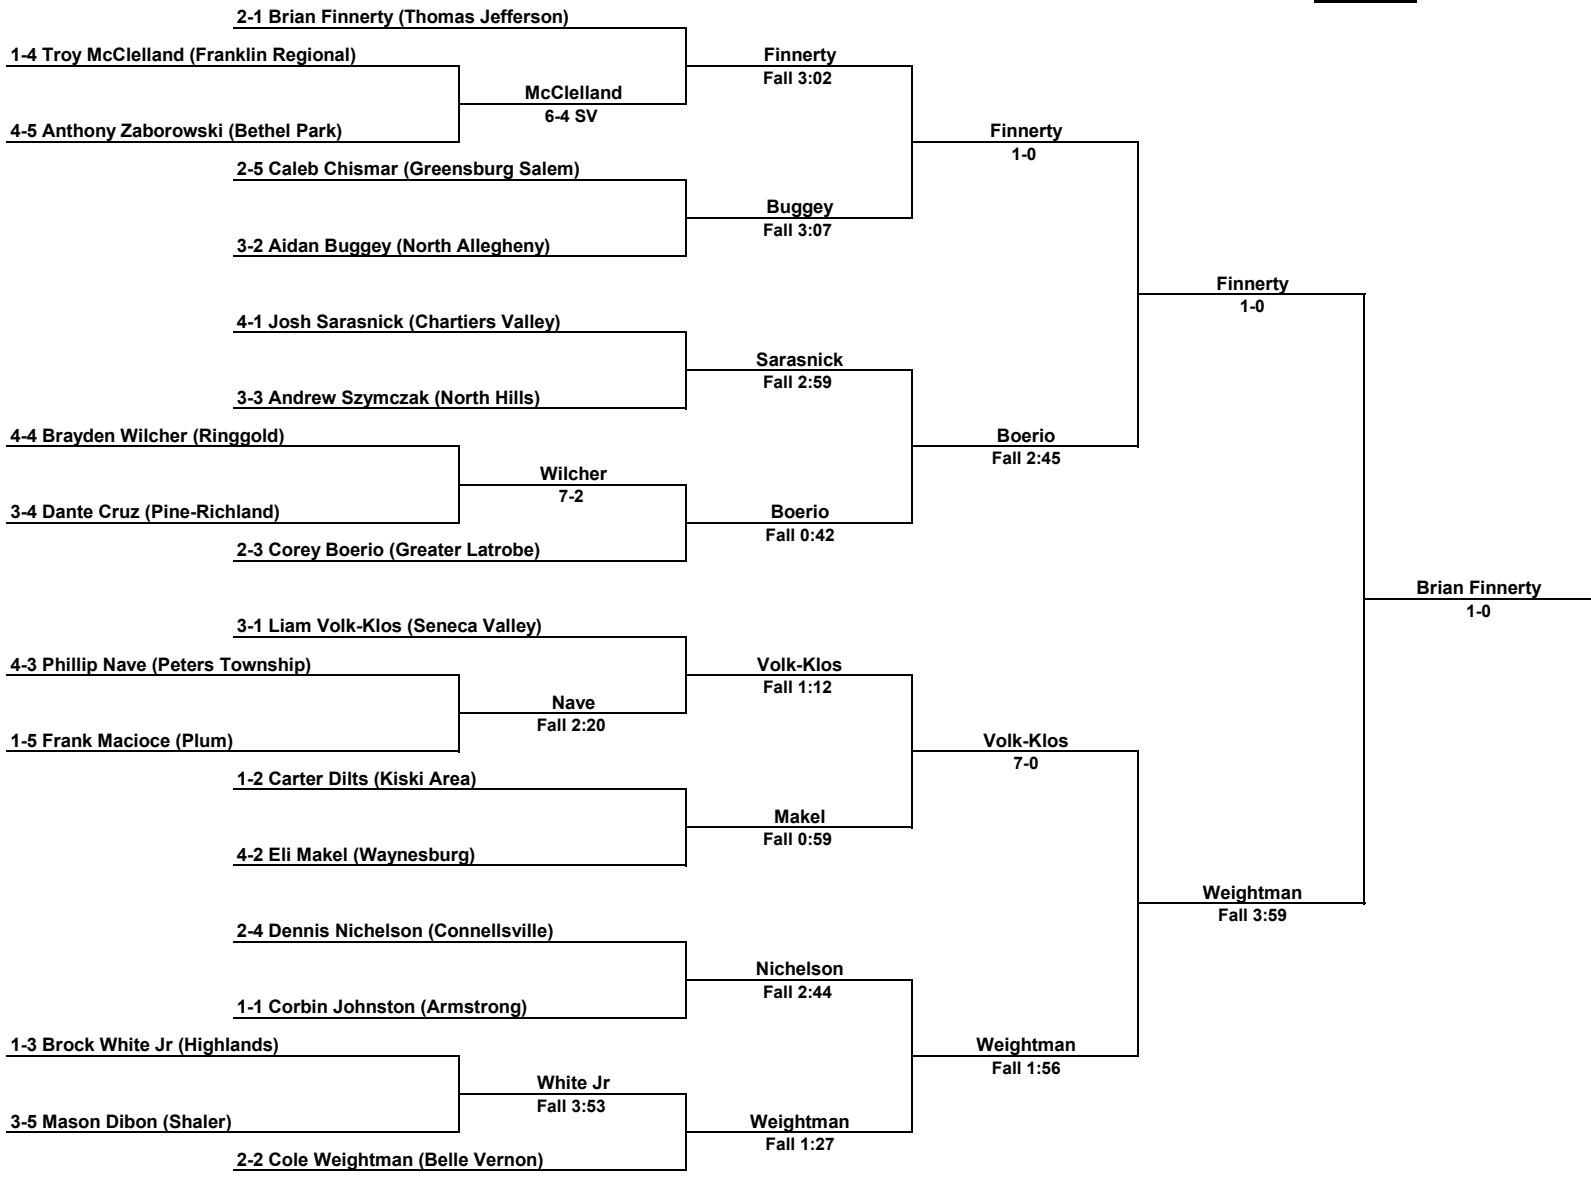 2-1 Brian Finnerty (Thomas Jefferson)
1-4 Troy McClelland (Franklin Regional)
Finnerty
Fall 3:02
McClelland
6-4 SV
4-5 Anthony Zaborowski (Bethel Park)
Finnerty
1-0
2-5 Caleb Chismar (Greensburg Salem)
Buggey
Fall 3:07
3-2 Aidan Buggey (North Allegheny)
Finnerty
1-0
4-1 Josh Sarasnick (Chartiers Valley)
Sarasnick
Fall 2:59
3-3 Andrew Szymczak (North Hills)
4-4 Brayden Wilcher (Ringgold)
Boerio
Fall 2:45
Wilcher
7-2
3-4 Dante Cruz (Pine-Richland)
Boerio
Fall 0:42
2-3 Corey Boerio (Greater Latrobe)
Brian Finnerty
1-0
3-1 Liam Volk-Klos (Seneca Valley)
4-3 Phillip Nave (Peters Township)
Volk-Klos
Fall 1:12
Nave
Fall 2:20
1-5 Frank Macioce (Plum)
Volk-Klos
7-0
1-2 Carter Dilts (Kiski Area)
Makel
Fall 0:59
4-2 Eli Makel (Waynesburg)
Weightman
Fall 3:59
2-4 Dennis Nichelson (Connellsville)
Nichelson
Fall 2:44
1-1 Corbin Johnston (Armstrong)
1-3 Brock White Jr (Highlands)
Weightman
Fall 1:56
White Jr
Fall 3:53
3-5 Mason Dibon (Shaler)
Weightman
Fall 1:27
2-2 Cole Weightman (Belle Vernon)